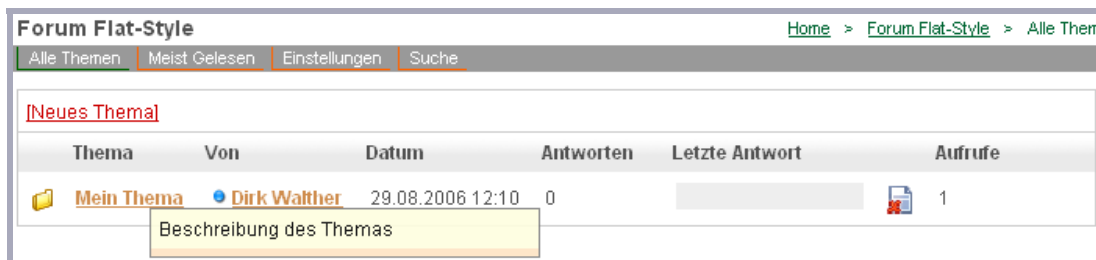 Forum Flat-Style Home > Forum Flat-Style > Alle Them
Alle Themen Meist Gelesen Einstellungen Suche
[Neues Thema]
Thema Von Datum Antworten Letzte Antwort Aufrufe
Mein Thema Dirk Walther 29.08.2006 12:10 0 1
Beschreibung des Themas